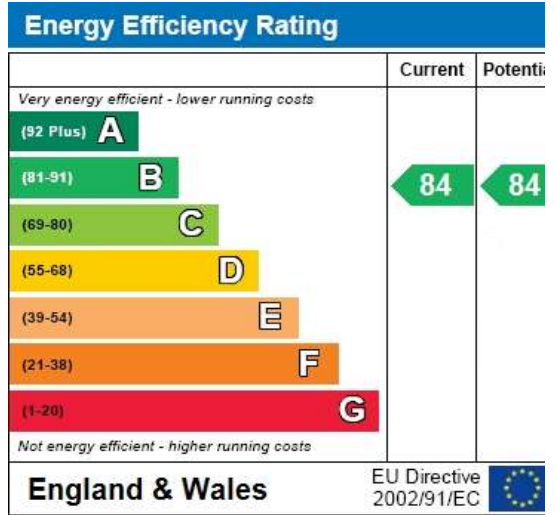 Energy Efficiency Rating
Current Potentia
Very energy efficient - lower running costs
(92 Plus) A
(81-91) B
84 84
(69-80) C
(55-68) D
(39-54) E
(21-38) F
(1-20) G
Not energy efficient - higher running costs
England & Wales
EU Directive
2002/91/EC